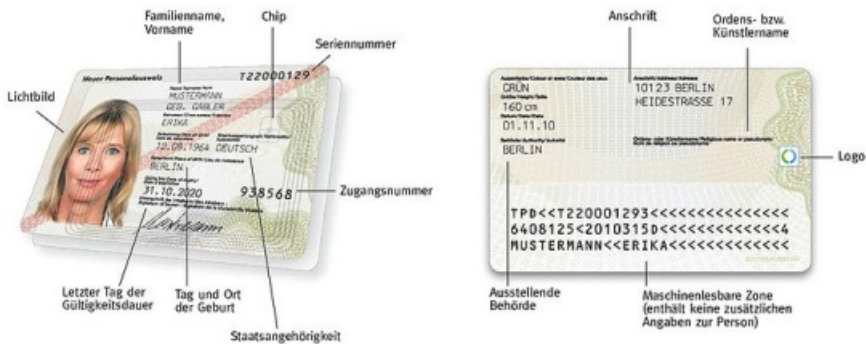 Familienname,
Vorname
Chip
Seriennummer
Lichtbild
Neuer Personalausweis
T22000129
MUSTERMANN
GEB. GABLER
ERIKA
12.08.1964 DEUTSCH
BERLIN
31.10.2020
938568
Zugangsnummer
Letzter Tag der
Gültigkeitsdauer
Tag und Ort
der Geburt
Staatsangehörigkeit
Anschrift
Ordens- bzw.
Künstlername
GRÜN
160 cm
01.11.10
BERLIN
10123 BERLIN
HEIDESTRASSE 17
Logo
TPD<<T220001293<<<<<<<<<<<<<<<
6408125<2010315D<<<<<<<<<<<<<4
MUSTERMANN<<ERIKA<<<<<<<<<<<<<
Ausstellende
Behörde
Maschinenlesbare Zone
(enthält keine zusätzlichen
Angaben zur Person)